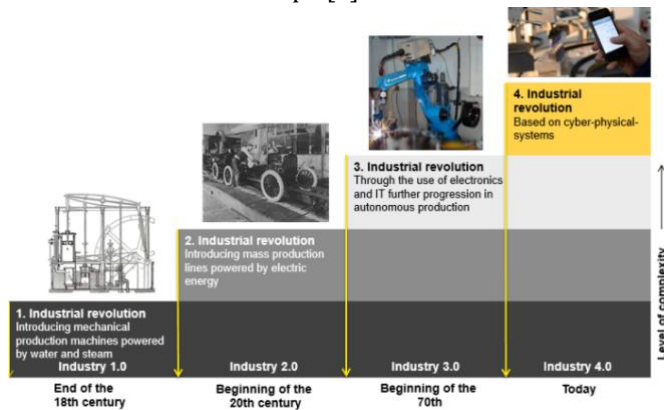 4. Industrial
revolution
Based on cyber-physical-
systems
3. Industrial revolution
Through the use of electronics
and IT further progression in
autonomous production
2. Industrial revolution
Introducing mass production
lines powered by electric
energy
1. Industrial revolution
Introducing mechanical
production machines powered
by water and steam
Level of complexity
Industry 1.0
Industry 2.0
Industry 3.0
Industry 4.0
End of the
18th century
Beginning of the
20th century
Beginning of the
70th
Today